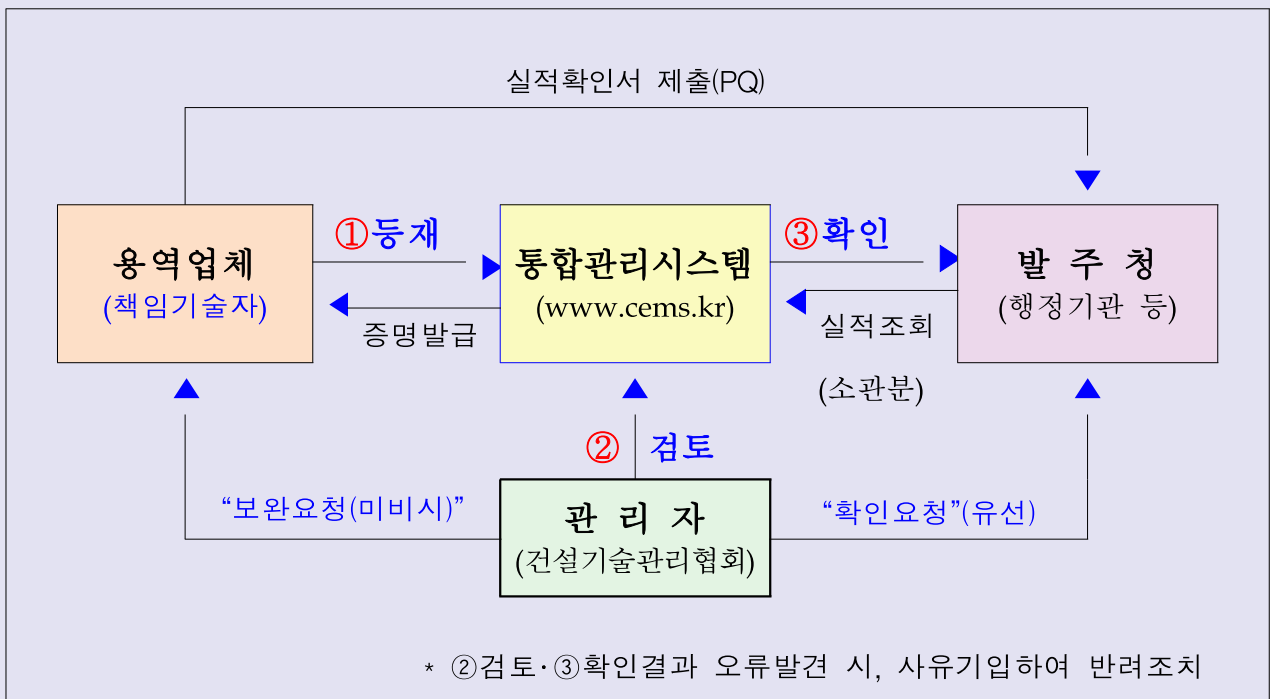 실적확인서 제출(PQ)
①등재
③확인
용역업체
(책임기술자)
통합관리시스템
(www.cems.kr)
발 주 청
(행정기관 등)
증명발급
실적조회
(소관분)
② 검토
“보완요청(미비시)”
“확인요청”(유선)
관 리 자
(건설기술관리협회)
* ②검토·③확인결과 오류발견 시, 사유기입하여 반려조치